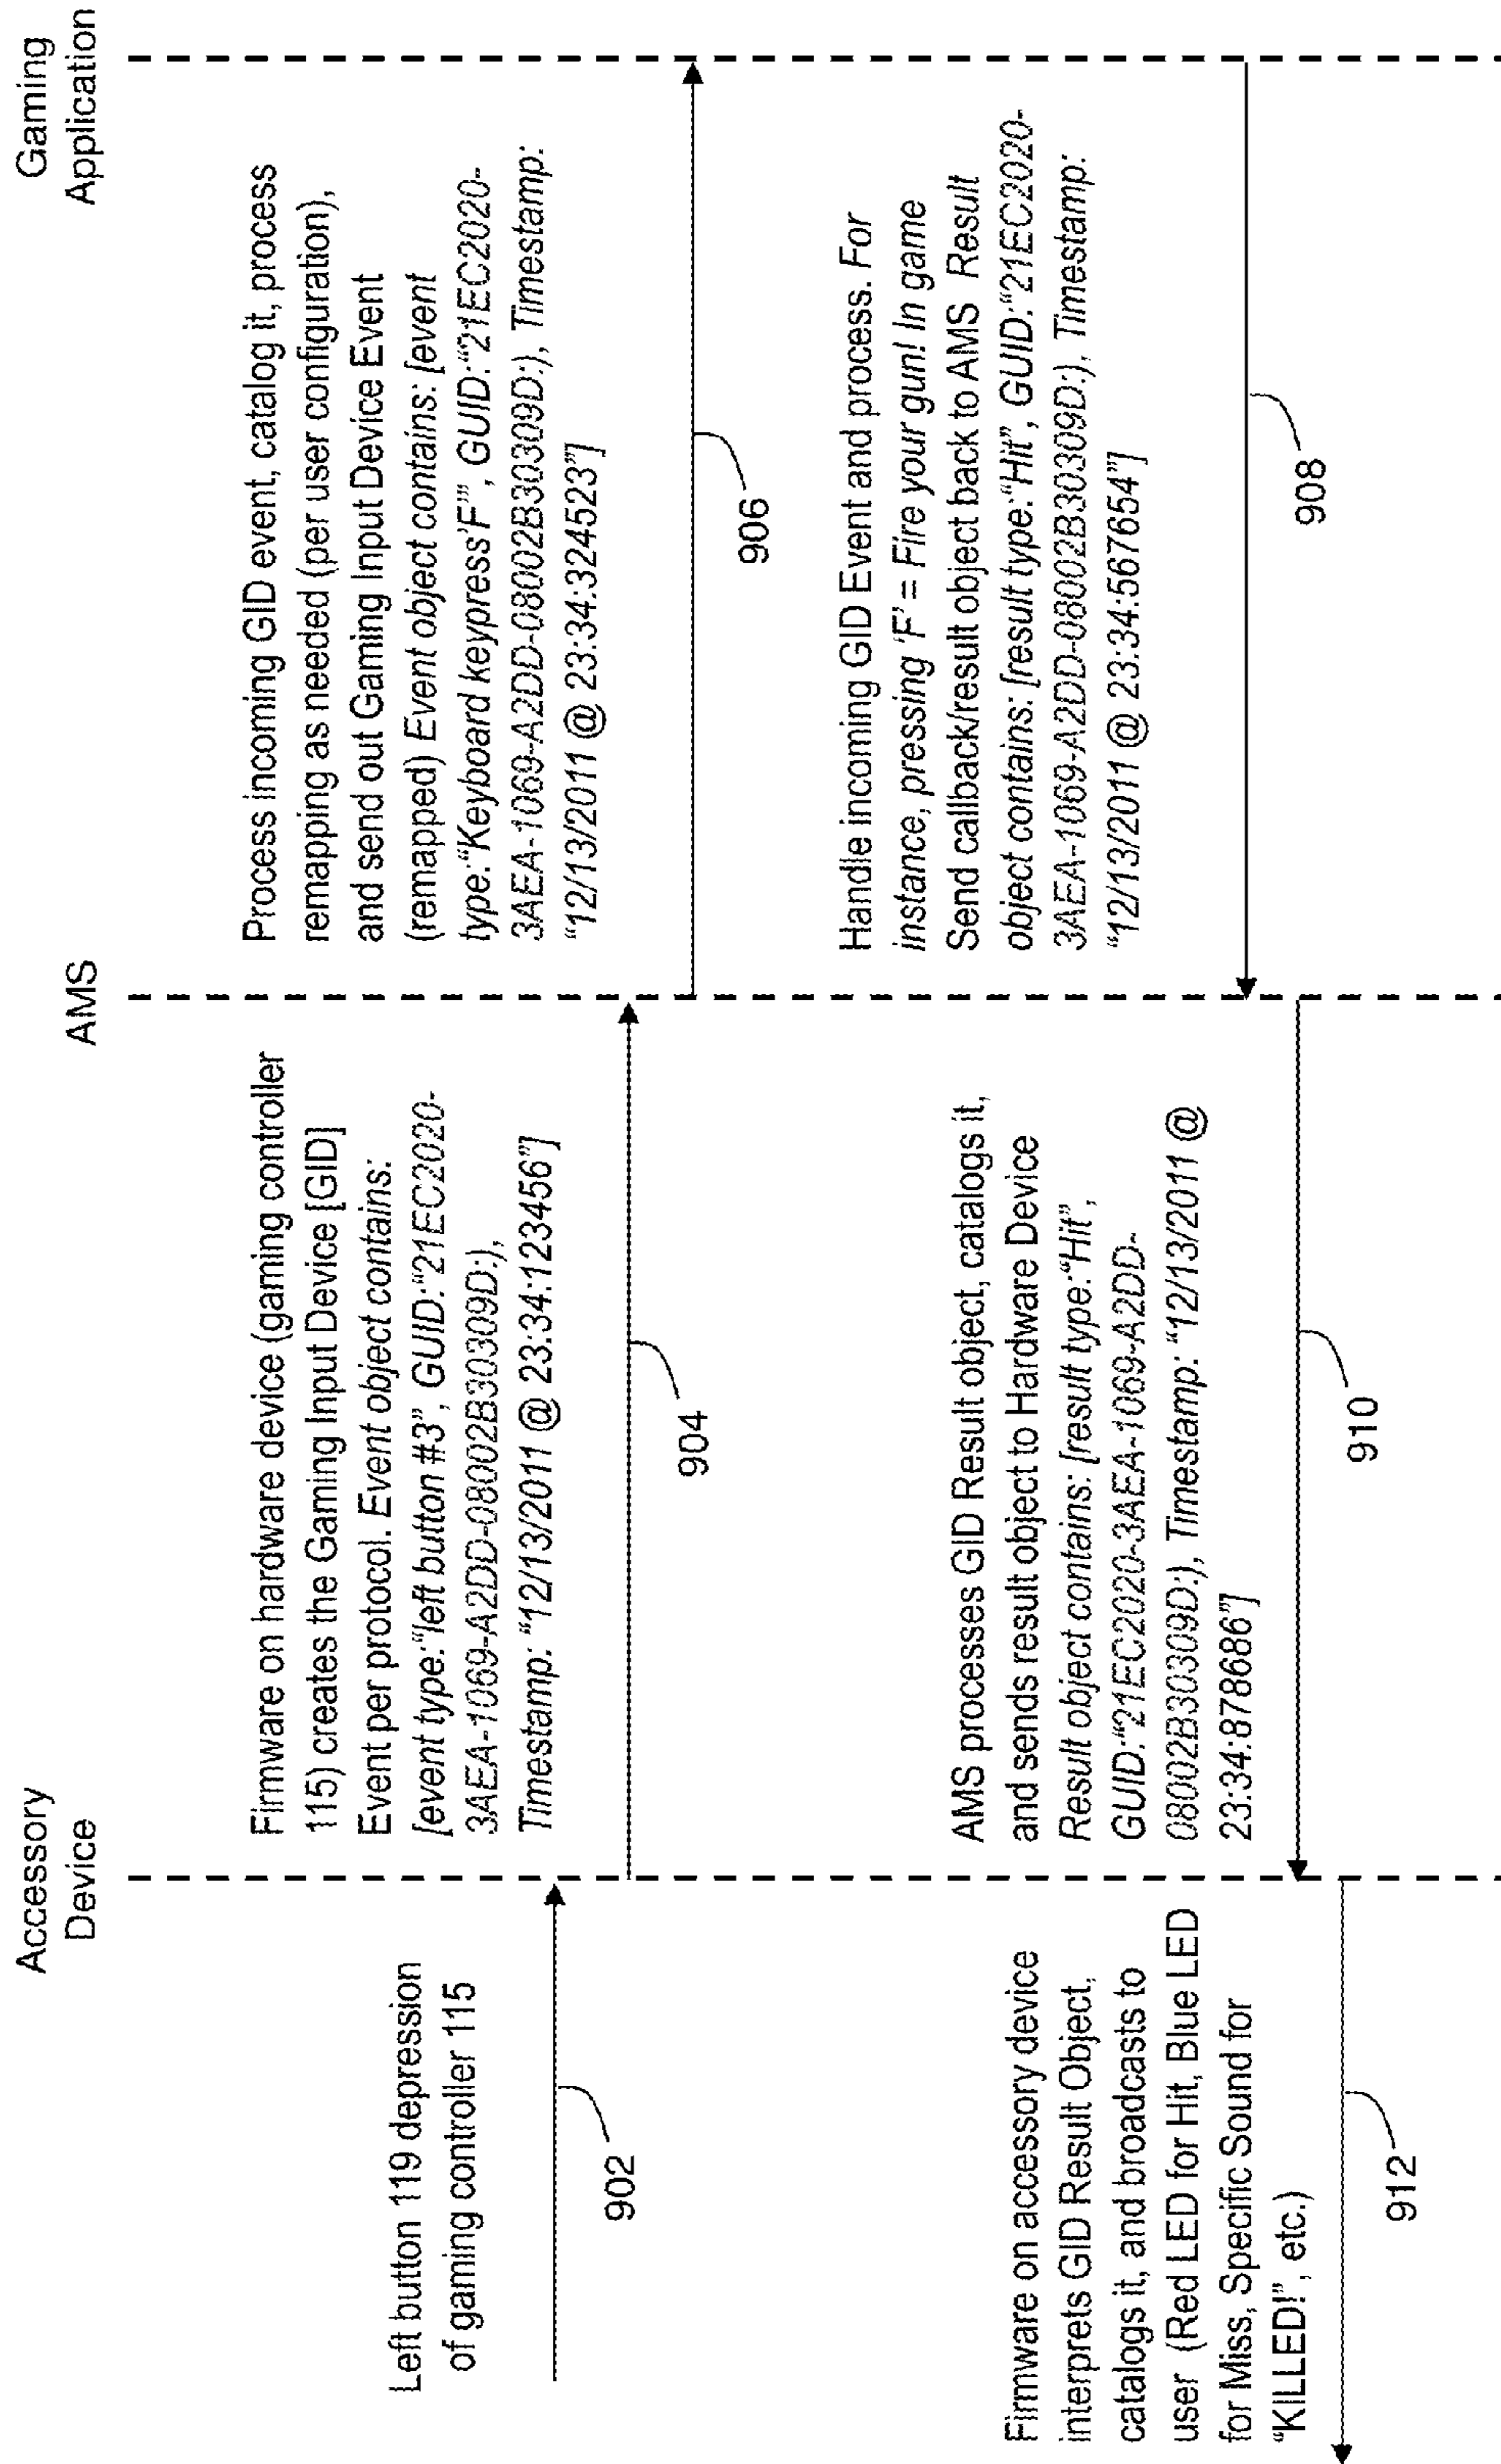 Accessory
Device
AMS
Gaming
Application
Left button 119 depression
of gaming controller 115
902
Firmware on hardware device (gaming controller
115) creates the Gaming Input Device [GID]
Event per protocol. Event object contains:
[event type:“left button #3”, GUID:“21EC2020-
3AEA-1069-A2DD-08002B30309D:),
Timestamp: “12/13/2011 @ 23:34:123456”]
904
Process incoming GID event, catalog it, process
remapping as needed (per user configuration),
and send out Gaming Input Device Event
(remapped) Event object contains: [event
type:“Keyboard keypress’F’”, GUID:“21EC2020-
3AEA-1069-A2DD-08002B30309D:), Timestamp:
“12/13/2011 @ 23:34:324523”]
906
Handle incoming GID Event and process. For
instance, pressing ‘F’ = Fire your gun! In game
Send callback/result object back to AMS Result
object contains: [result type:“Hit”, GUID:“21EC2020-
3AEA-1069-A2DD-08002B30309D:), Timestamp:
“12/13/2011 @ 23:34:567654”]
908
AMS processes GID Result object, catalogs it,
and sends result object to Hardware Device
Result object contains: [result type:“Hit”,
GUID:“21EC2020-3AEA-1069-A2DD-
08002B30309D:), Timestamp: “12/13/2011 @
23:34:878686”]
910
Firmware on accessory device
interprets GID Result Object,
catalogs it, and broadcasts to
user (Red LED for Hit, Blue LED
for Miss, Specific Sound for
“KILLED!”, etc.)
912